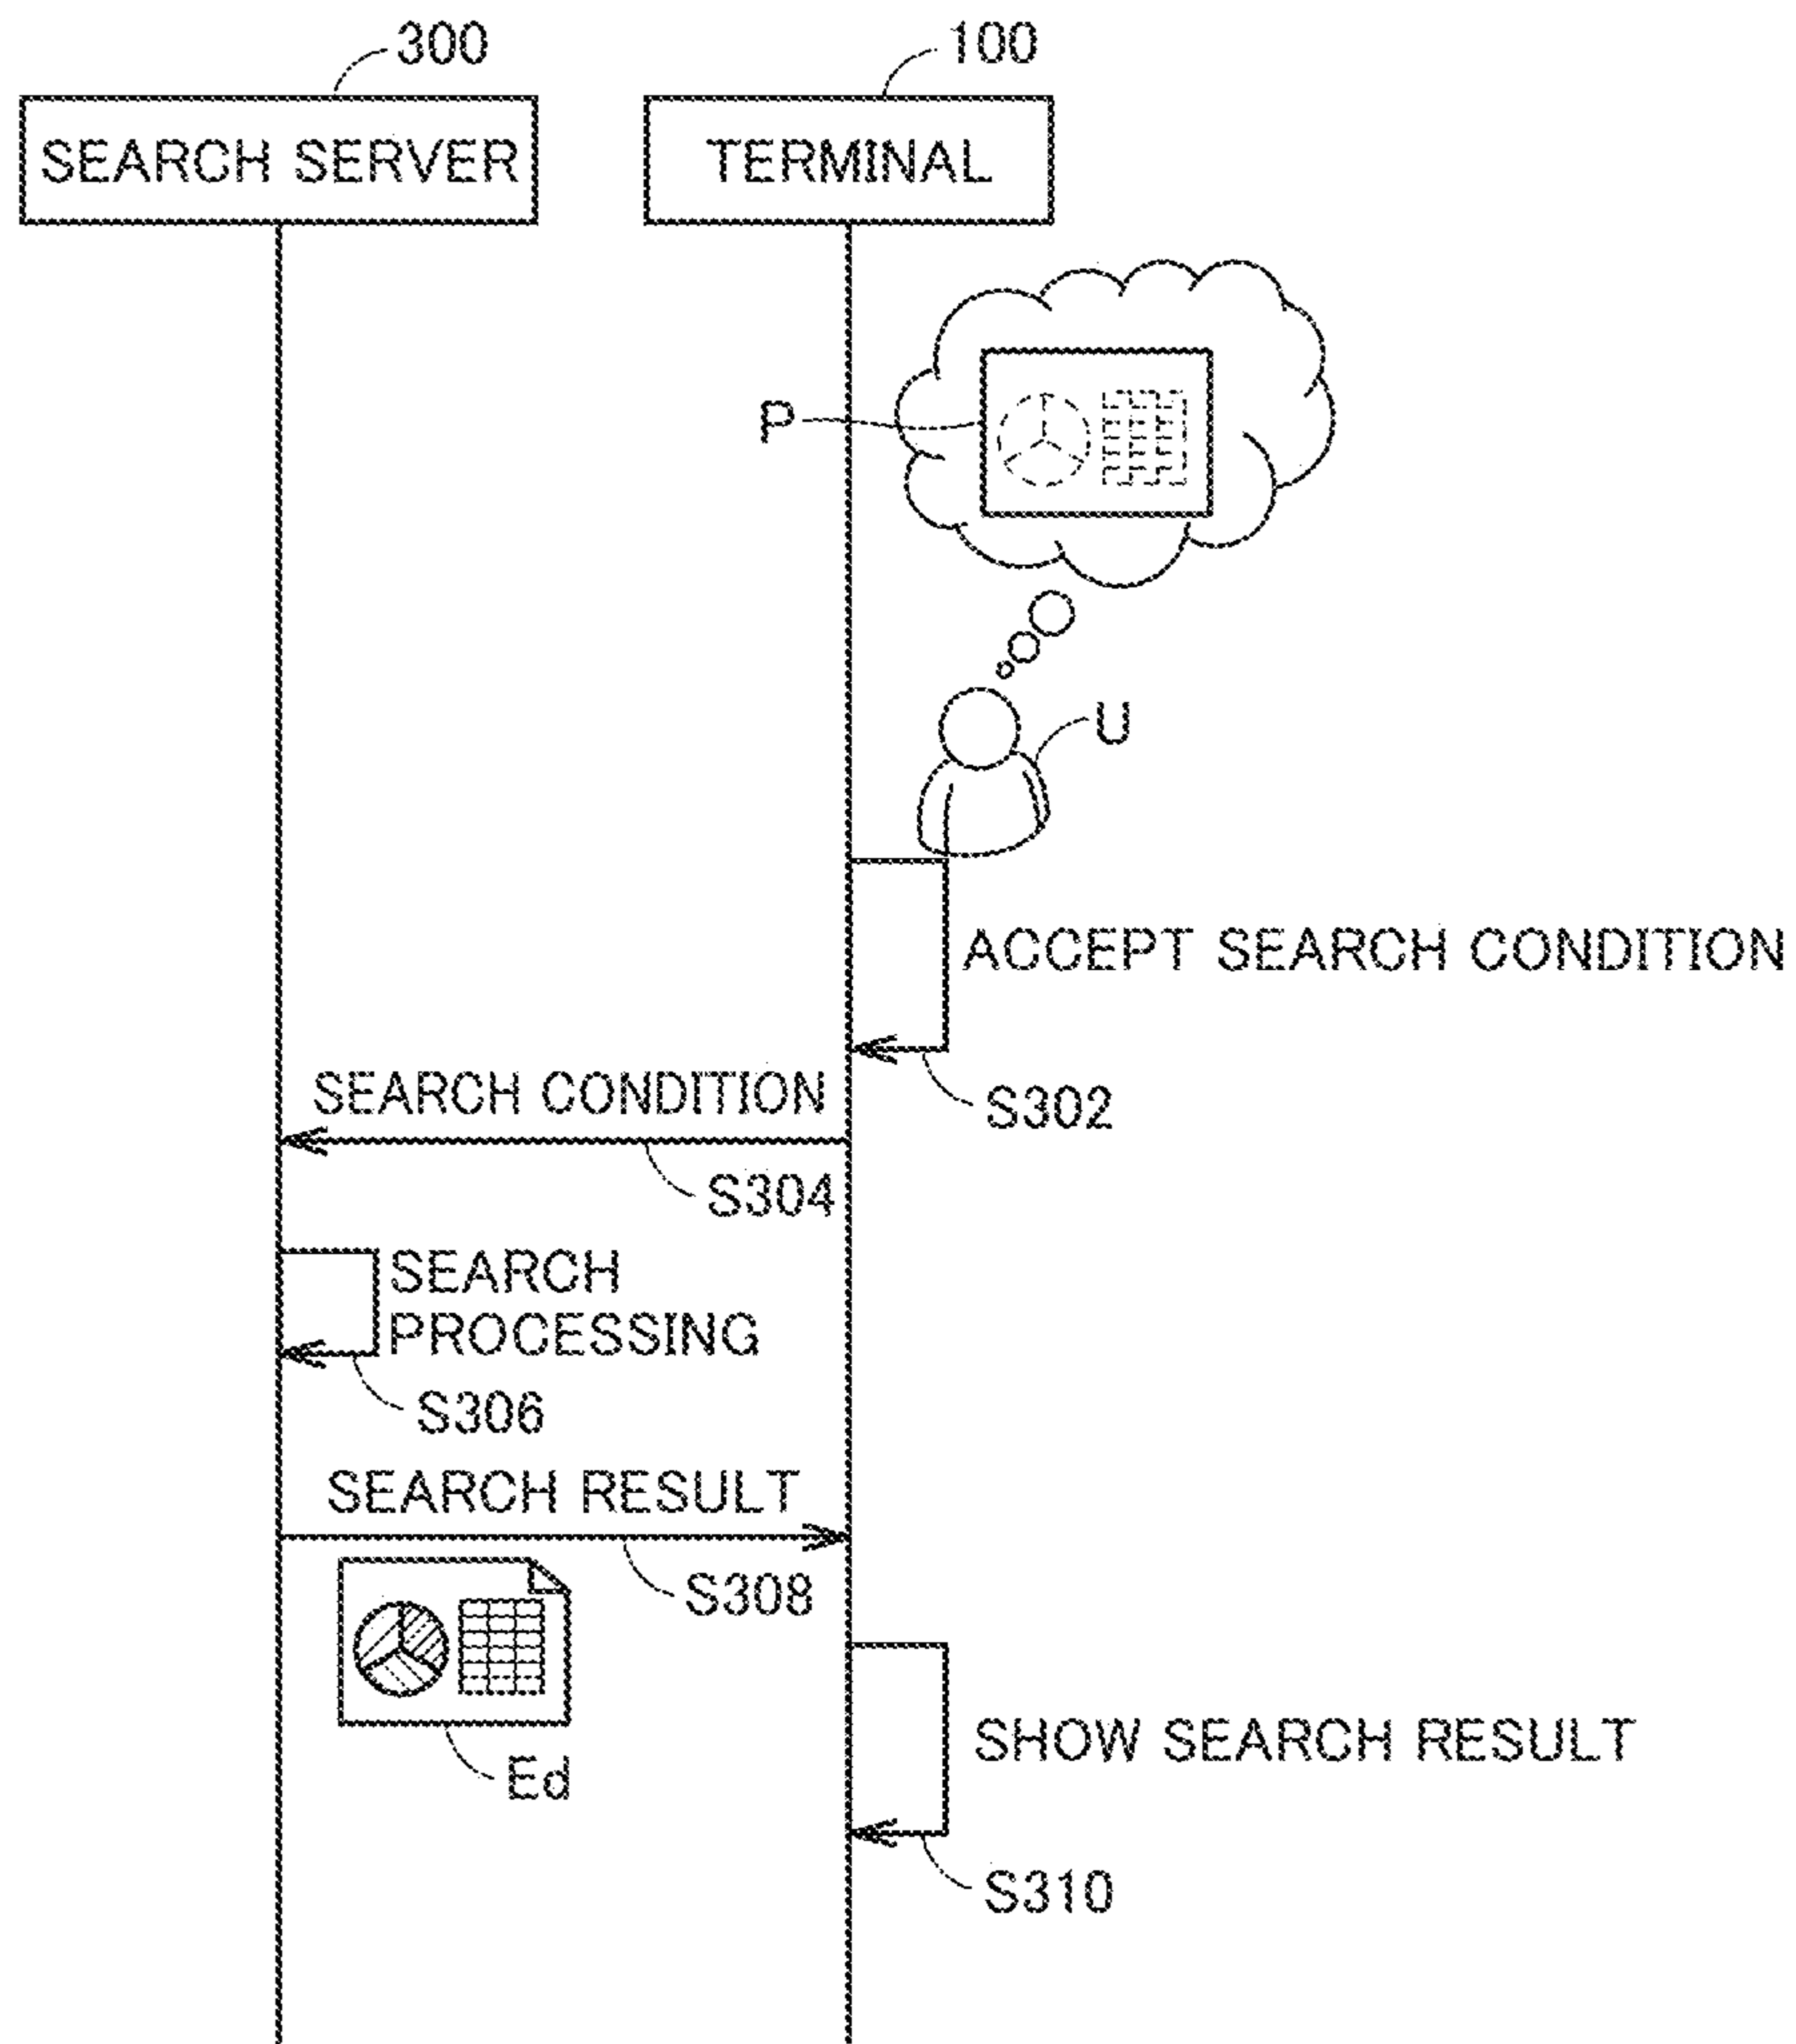 300
100
SEARCH SERVER
TERMINAL
P
U
ACCEPT SEARCH CONDITION
S302
SEARCH CONDITION
S304
SEARCH
PROCESSING
S306
SEARCH RESULT
S308
Ed
SHOW SEARCH RESULT
S310